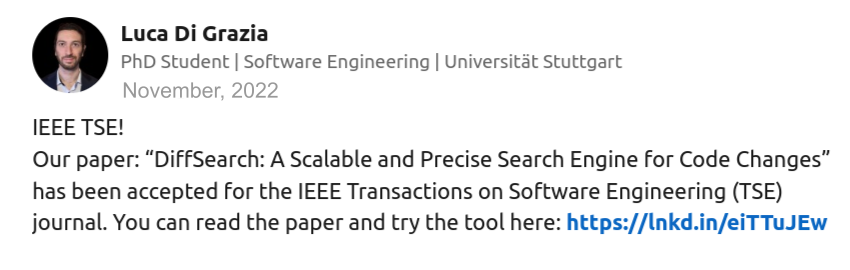 Luca Di Grazia
PhD Student | Software Engineering | Universität Stuttgart
November, 2022
IEEE TSE!
Our paper: “DiffSearch: A Scalable and Precise Search Engine for Code Changes”
has been accepted for the IEEE Transactions on Software Engineering (TSE)
journal. You can read the paper and try the tool here: https://lnkd.in/eiTTuJEw